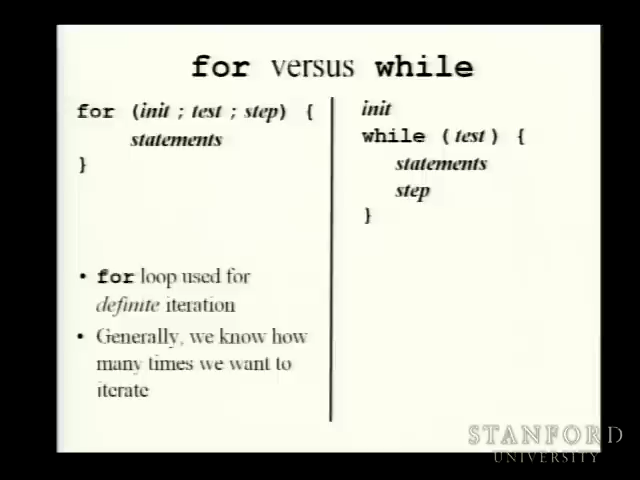 for versus while
for (init ; test ; step) {
statements
}
init
while ( test ) {
statements
step
}
• for loop used for
definite iteration
• Generally, we know how
many times we want to
iterate
STANFORD
UNIVERSITY